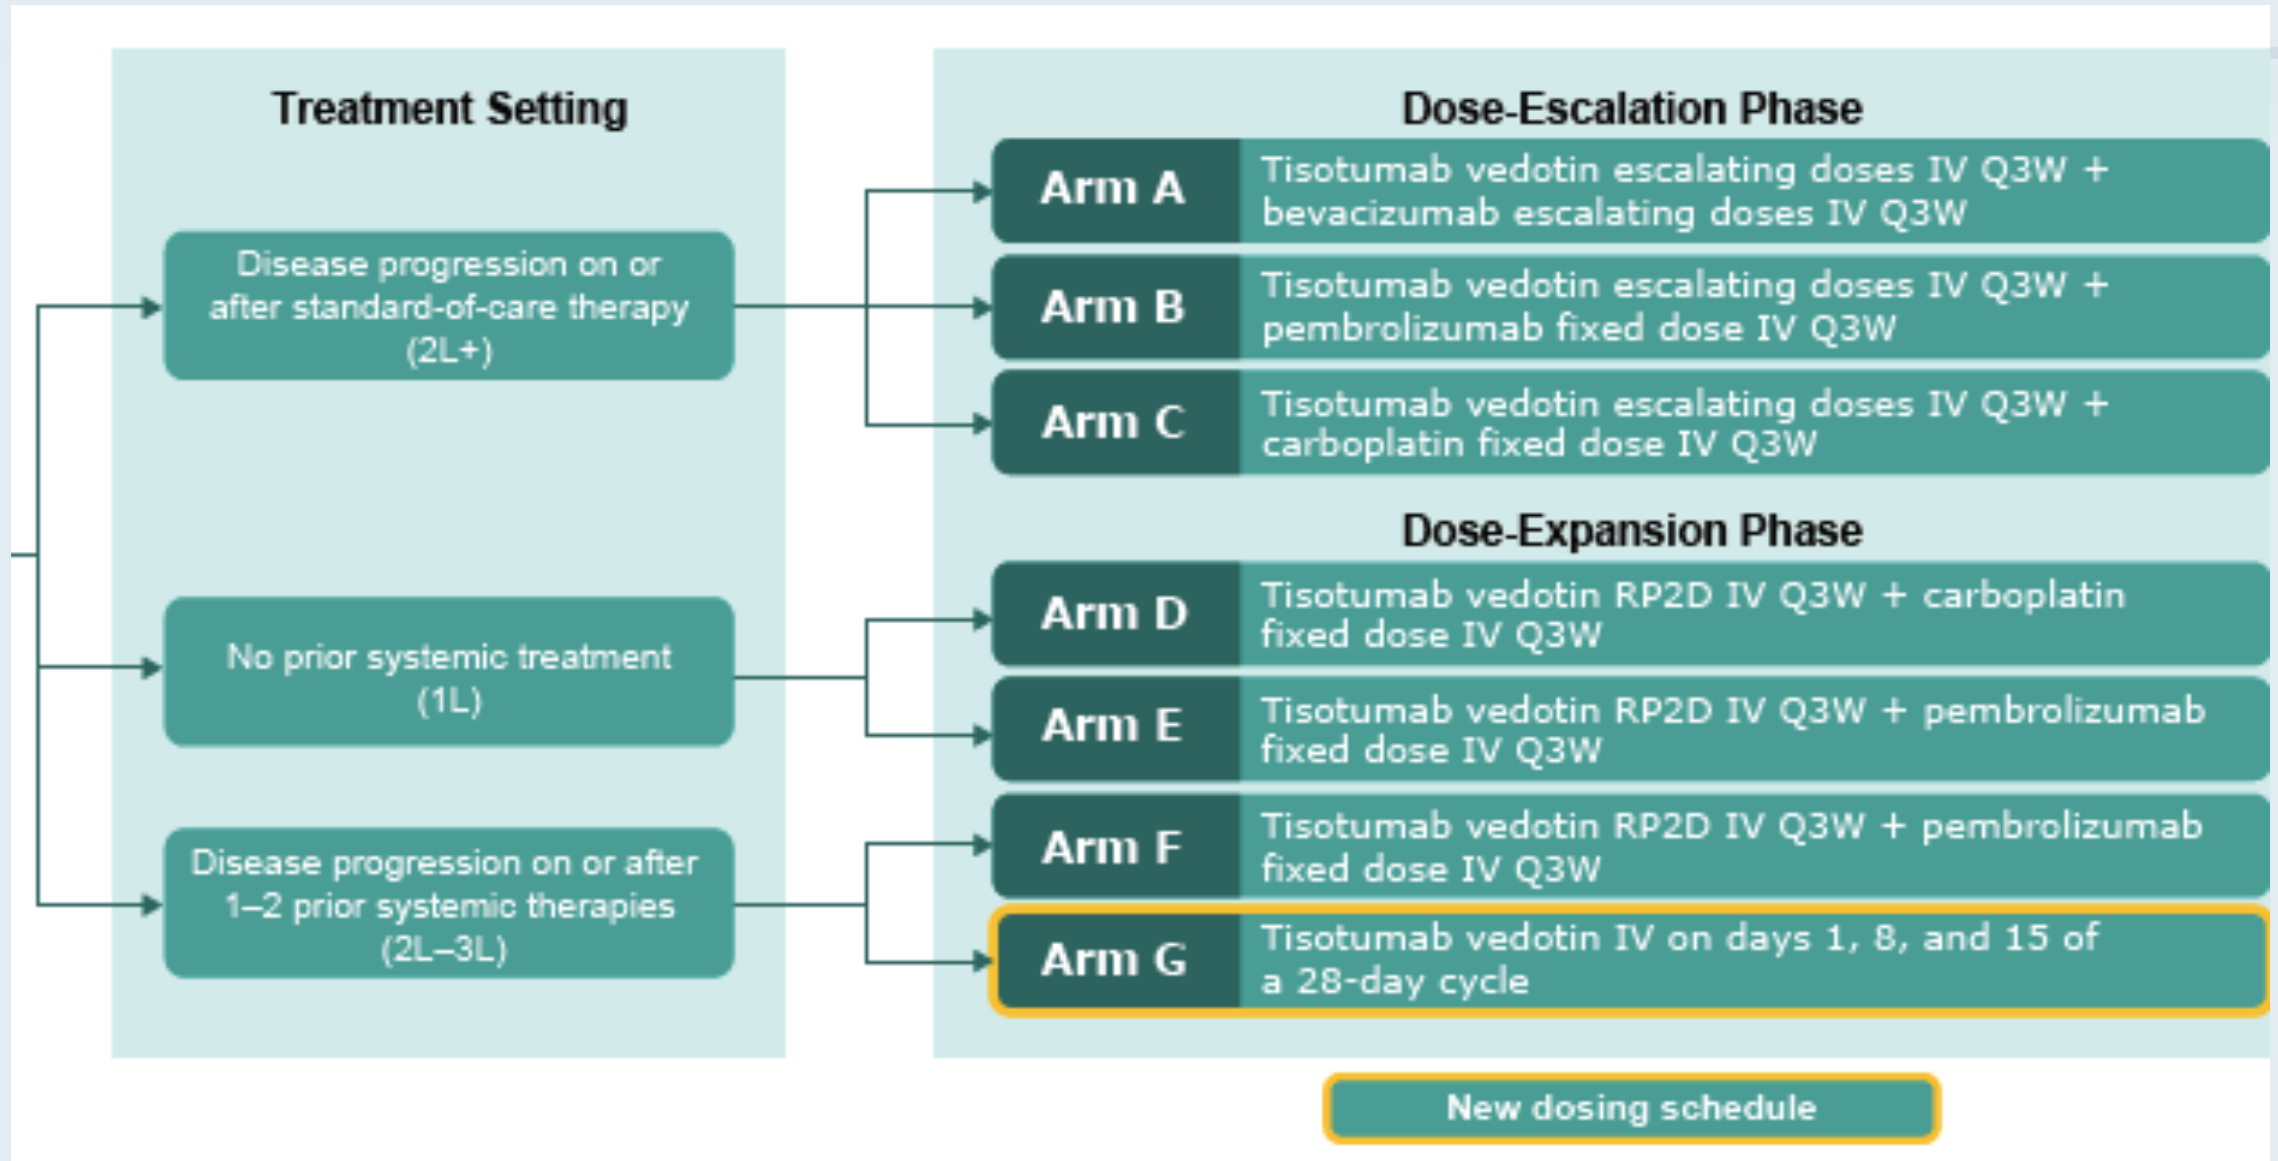 Treatment Setting
Disease progression on or
after standard-of-care therapy
(2L+)
No prior systemic treatment
(1L)
Disease progression on or after
1–2 prior systemic therapies
(2L–3L)
Dose-Escalation Phase
Arm A
Tisotumab vedotin escalating doses IV Q3W +
bevacizumab escalating doses IV Q3W
Arm B
Tisotumab vedotin escalating doses IV Q3W +
pembrolizumab fixed dose IV Q3W
Arm C
Tisotumab vedotin escalating doses IV Q3W +
carboplatin fixed dose IV Q3W
Dose-Expansion Phase
Arm D
Tisotumab vedotin RP2D IV Q3W + carboplatin
fixed dose IV Q3W
Arm E
Tisotumab vedotin RP2D IV Q3W + pembrolizumab
fixed dose IV Q3W
Arm F
Tisotumab vedotin RP2D IV Q3W + pembrolizumab
fixed dose IV Q3W
Arm G
Tisotumab vedotin IV on days 1, 8, and 15 of
a 28-day cycle
New dosing schedule